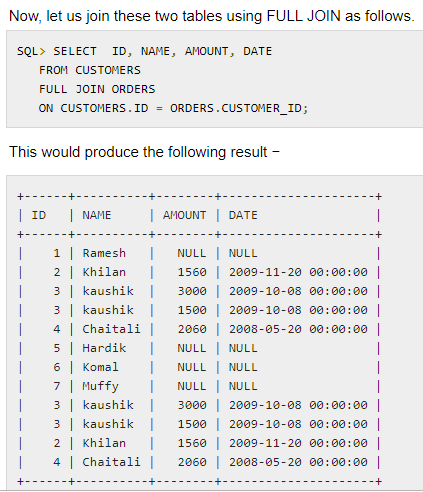 Now, let us join these two tables using FULL JOIN as follows.
SQL> SELECT  ID, NAME, AMOUNT, DATE
   FROM CUSTOMERS
   FULL JOIN ORDERS
   ON CUSTOMERS.ID = ORDERS.CUSTOMER_ID;
This would produce the following result −
+------+----------+--------+---------------------+
| ID   | NAME     | AMOUNT | DATE                |
+------+----------+--------+---------------------+
|    1 | Ramesh   |   NULL | NULL                |
|    2 | Khilan   |   1560 | 2009-11-20 00:00:00 |
|    3 | kaushik  |   3000 | 2009-10-08 00:00:00 |
|    3 | kaushik  |   1500 | 2009-10-08 00:00:00 |
|    4 | Chaitali |   2060 | 2008-05-20 00:00:00 |
|    5 | Hardik   |   NULL | NULL                |
|    6 | Komal    |   NULL | NULL                |
|    7 | Muffy    |   NULL | NULL                |
|    3 | kaushik  |   3000 | 2009-10-08 00:00:00 |
|    3 | kaushik  |   1500 | 2009-10-08 00:00:00 |
|    2 | Khilan   |   1560 | 2009-11-20 00:00:00 |
|    4 | Chaitali |   2060 | 2008-05-20 00:00:00 |
+------+----------+--------+---------------------+